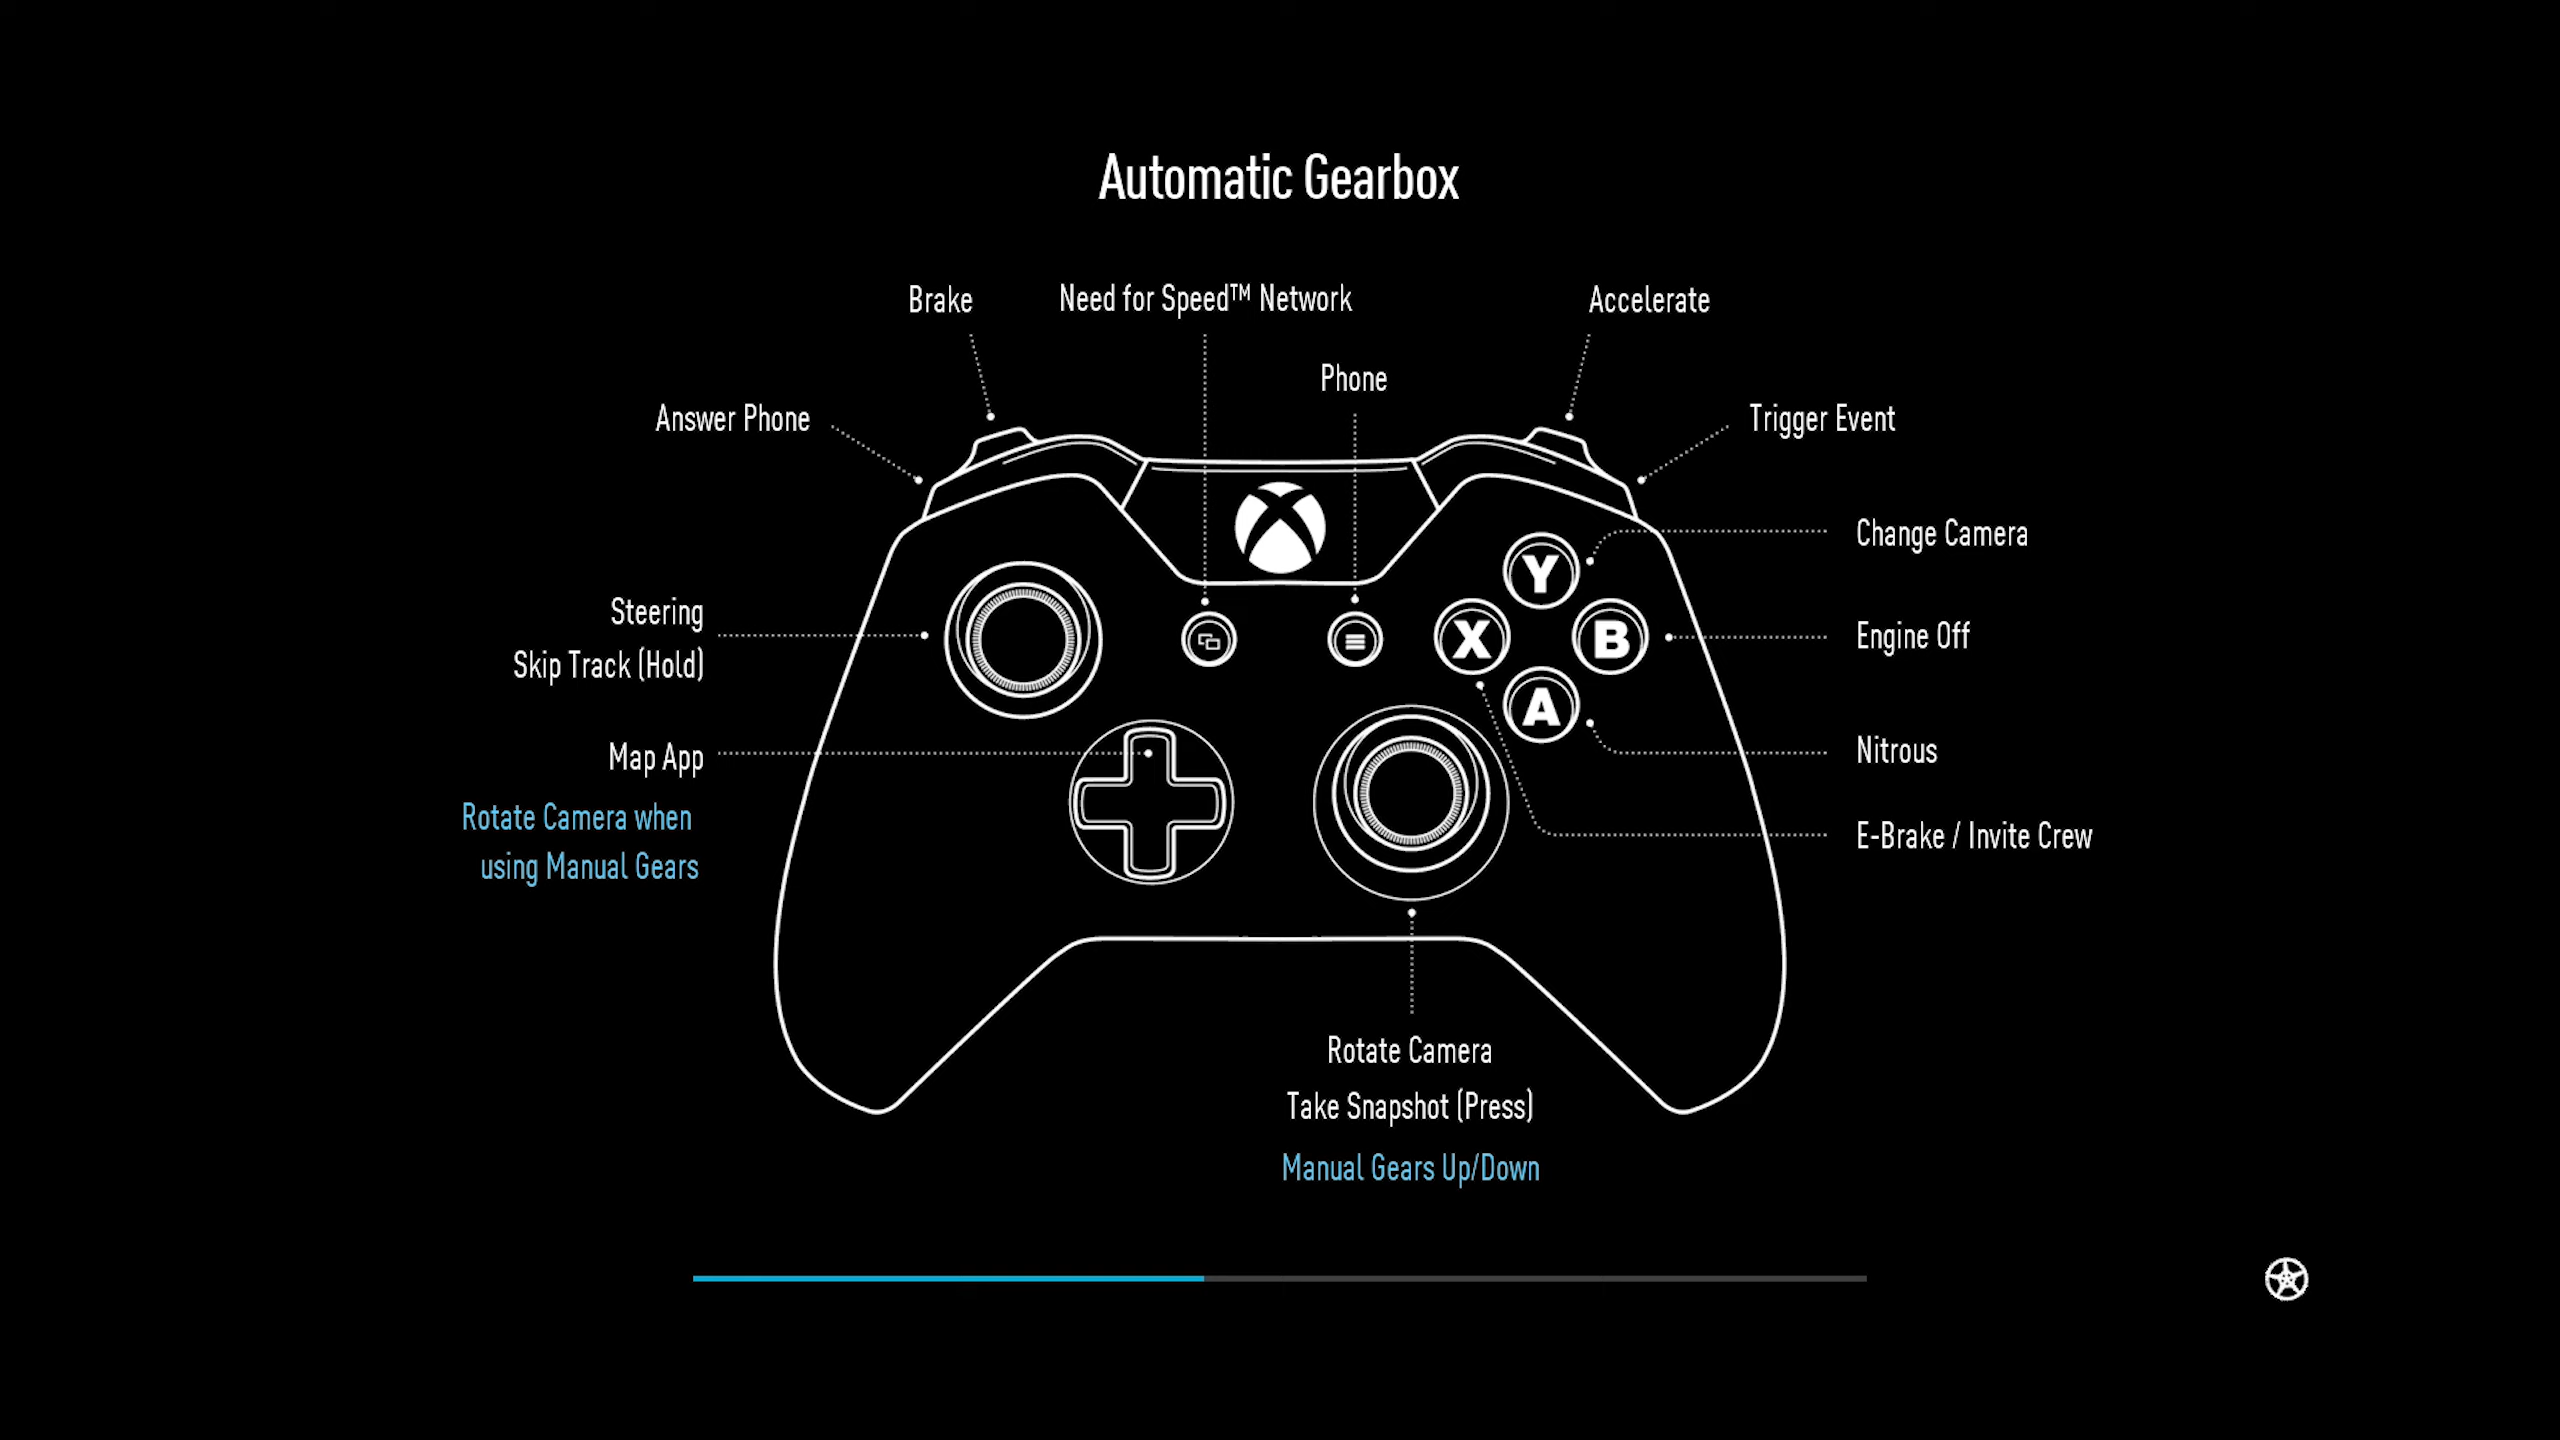 Automatic Gearbox
Brake
Need for Speed™ Network
Accelerate
Phone
Answer Phone
Trigger Event
Change Camera
Y
Steering
X
B
Engine Off
Skip Track (Hold)
A
Map App
Nitrous
Rotate Camera when
using Manual Gears
E-Brake / Invite Crew
Rotate Camera
Take Snapshot (Press)
Manual Gears Up/Down